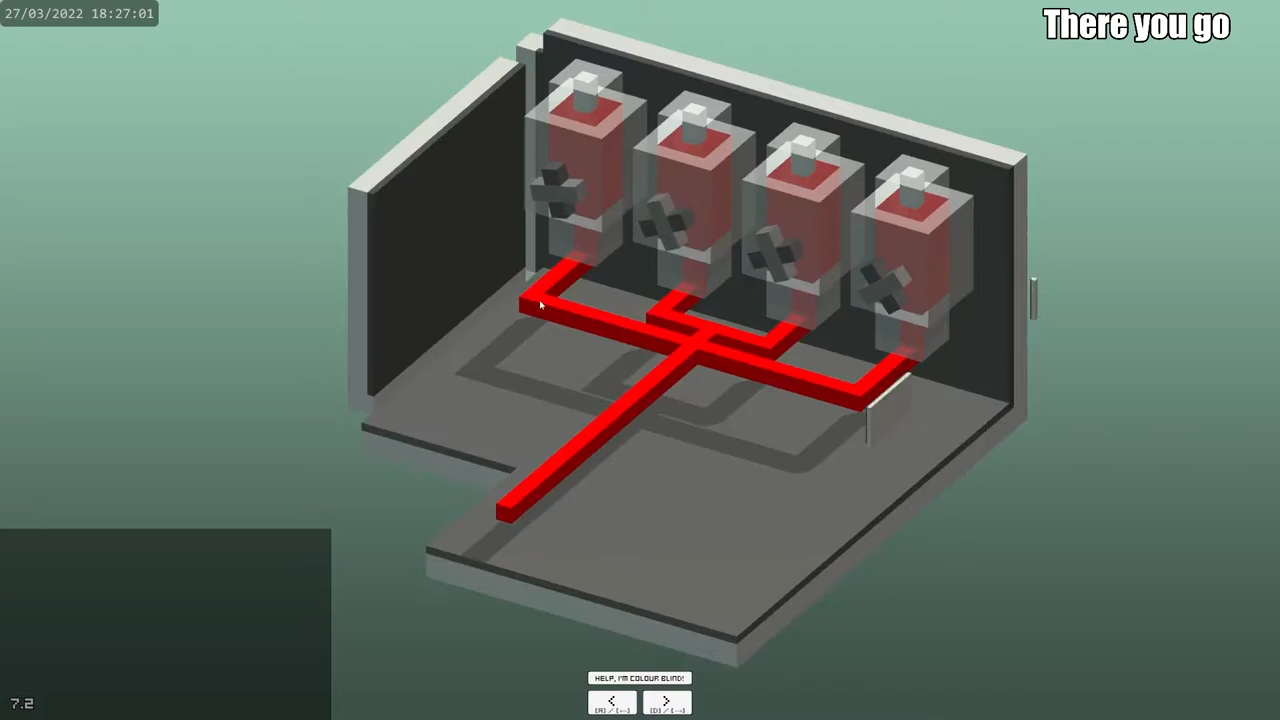 27/03/2022 18:27:01
There you go
HELP, I'M COLOUR BLIND!
< >
[A] / [←] [D] / [→]
7.2